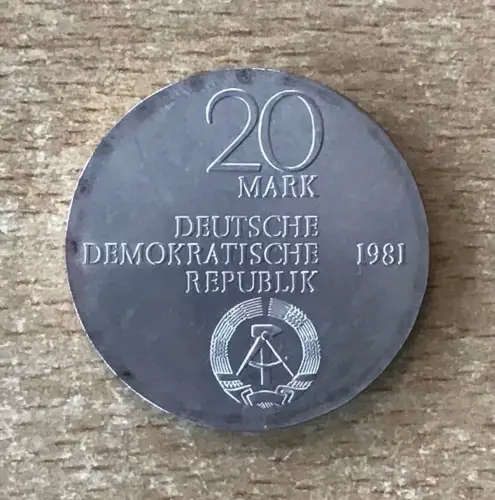 20
MARK
DEUTSCHE
DEMOKRATISCHE 1981
REPUBLIK